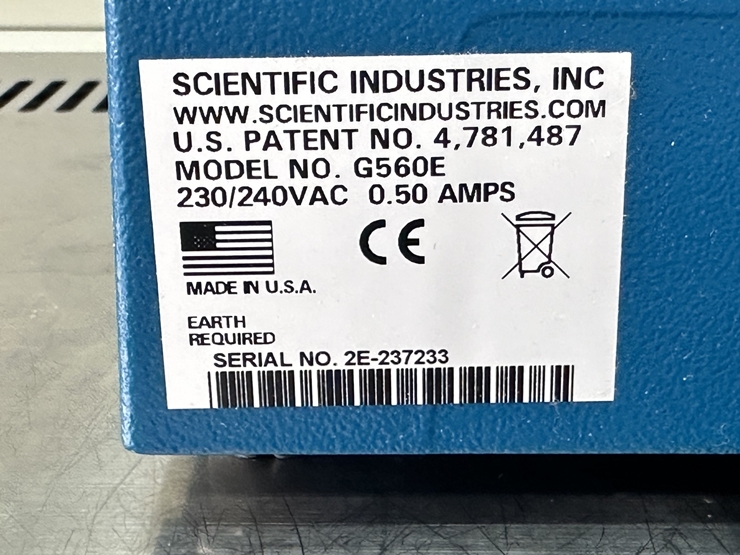 SCIENTIFIC INDUSTRIES, INC
WWW.SCIENTIFICINDUSTRIES.COM
U.S. PATENT NO. 4,781,487
MODEL NO. G560E
230/240VAC 0.50 AMPS
CE
MADE IN U.S.A.
EARTH
REQUIRED
SERIAL NO. 2E-237233